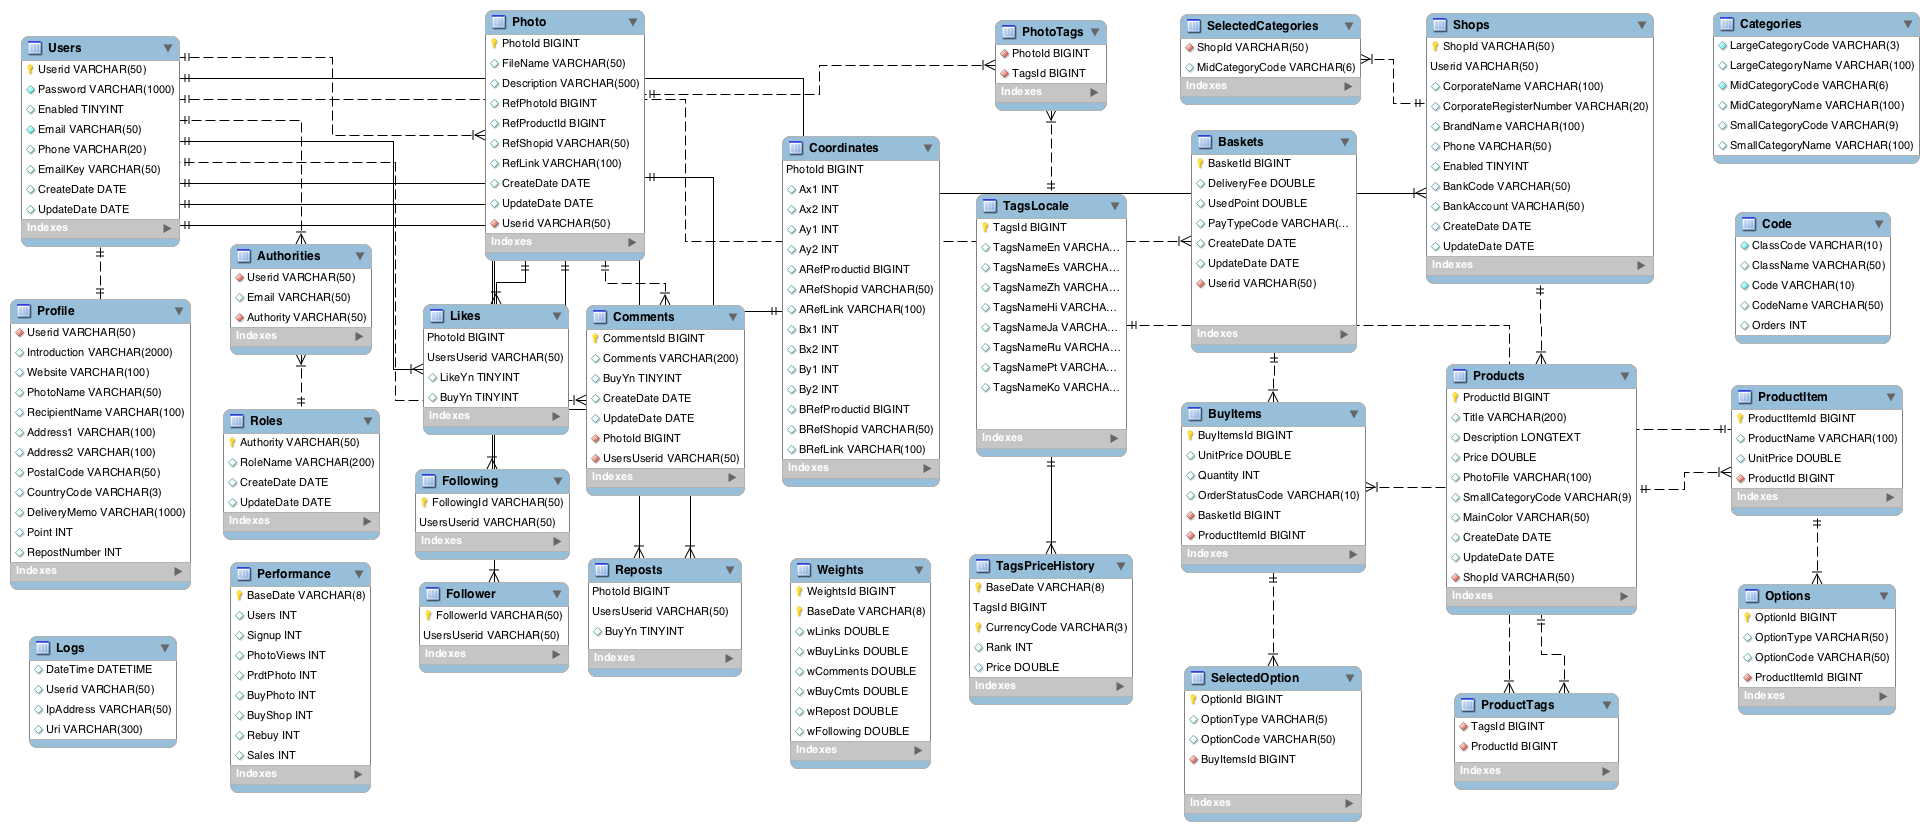 Users
Userid VARCHAR(50)
Password VARCHAR(1000)
Enabled TINYINT
Email VARCHAR(50)
Phone VARCHAR(20)
EmailKey VARCHAR(50)
CreateDate DATE
UpdateDate DATE
Indexes
Profile
Userid VARCHAR(50)
Introduction VARCHAR(2000)
Website VARCHAR(100)
PhotoName VARCHAR(50)
RecipientName VARCHAR(100)
Address1 VARCHAR(100)
Address2 VARCHAR(100)
PostalCode VARCHAR(50)
CountryCode VARCHAR(3)
DeliveryMemo VARCHAR(1000)
Point INT
RepostNumber INT
Indexes
Logs
DateTime DATETIME
Userid VARCHAR(50)
IpAddress VARCHAR(50)
Uri VARCHAR(300)
Authorities
Userid VARCHAR(50)
Email VARCHAR(50)
Authority VARCHAR(50)
Indexes
Roles
Authority VARCHAR(50)
RoleName VARCHAR(200)
CreateDate DATE
UpdateDate DATE
Indexes
Performance
BaseDate VARCHAR(8)
Users INT
Signup INT
PhotoViews INT
PrdtPhoto INT
BuyPhoto INT
BuyShop INT
Rebuy INT
Sales INT
Indexes
Photo
PhotoId BIGINT
FileName VARCHAR(50)
Description VARCHAR(500)
RefPhotoId BIGINT
RefProductId BIGINT
RefShopid VARCHAR(50)
RefLink VARCHAR(100)
CreateDate DATE
UpdateDate DATE
Userid VARCHAR(50)
Indexes
Likes
PhotoId BIGINT
UsersUserid VARCHAR(50)
LikeYn TINYINT
BuyYn TINYINT
Indexes
Following
FollowingId VARCHAR(50)
UsersUserid VARCHAR(50)
Indexes
Follower
FollowerId VARCHAR(50)
UsersUserid VARCHAR(50)
Indexes
Comments
CommentsId BIGINT
Comments VARCHAR(200)
BuyYn TINYINT
CreateDate DATE
UpdateDate DATE
PhotoId BIGINT
UsersUserid VARCHAR(50)
Indexes
Reposts
PhotoId BIGINT
UsersUserid VARCHAR(50)
BuyYn TINYINT
Indexes
Coordinates
PhotoId BIGINT
Ax1 INT
Ax2 INT
Ay1 INT
Ay2 INT
ARefProductid BIGINT
ARefShopid VARCHAR(50)
ARefLink VARCHAR(100)
Bx1 INT
Bx2 INT
By1 INT
By2 INT
BRefProductid BIGINT
BRefShopid VARCHAR(50)
BRefLink VARCHAR(100)
Indexes
Weights
WeightsId BIGINT
BaseDate VARCHAR(8)
wLinks DOUBLE
wBuyLinks DOUBLE
wComments DOUBLE
wBuyCmts DOUBLE
wRepost DOUBLE
wFollowing DOUBLE
Indexes
PhotoTags
PhotoId BIGINT
TagsId BIGINT
Indexes
TagsLocale
TagsId BIGINT
TagsNameEn VARCHA...
TagsNameEs VARCHA...
TagsNameZh VARCHA...
TagsNameHi VARCHA...
TagsNameJa VARCHA...
TagsNameRu VARCHA...
TagsNamePt VARCHA...
TagsNameKo VARCHA...
Indexes
TagsPriceHistory
BaseDate VARCHAR(8)
TagsId BIGINT
CurrencyCode VARCHAR(3)
Rank INT
Price DOUBLE
Indexes
SelectedCategories
ShopId VARCHAR(50)
MidCategoryCode VARCHAR(6)
Indexes
Baskets
BasketId BIGINT
DeliveryFee DOUBLE
UsedPoint DOUBLE
PayTypeCode VARCHAR(...
CreateDate DATE
UpdateDate DATE
Userid VARCHAR(50)
Indexes
BuyItems
BuyItemsId BIGINT
UnitPrice DOUBLE
Quantity INT
OrderStatusCode VARCHAR(10)
BasketId BIGINT
ProductItemId BIGINT
Indexes
SelectedOption
OptionId BIGINT
OptionType VARCHAR(5)
OptionCode VARCHAR(50)
BuyItemsId BIGINT
Indexes
Shops
ShopId VARCHAR(50)
Userid VARCHAR(50)
CorporateName VARCHAR(100)
CorporateRegisterNumber VARCHAR(20)
BrandName VARCHAR(100)
Phone VARCHAR(50)
Enabled TINYINT
BankCode VARCHAR(50)
BankAccount VARCHAR(50)
CreateDate DATE
UpdateDate DATE
Indexes
Products
ProductId BIGINT
Title VARCHAR(200)
Description LONGTEXT
Price DOUBLE
PhotoFile VARCHAR(100)
SmallCategoryCode VARCHAR(9)
MainColor VARCHAR(50)
CreateDate DATE
UpdateDate DATE
ShopId VARCHAR(50)
Indexes
ProductTags
TagsId BIGINT
ProductId BIGINT
Indexes
Categories
LargeCategoryCode VARCHAR(3)
LargeCategoryName VARCHAR(100)
MidCategoryCode VARCHAR(6)
MidCategoryName VARCHAR(100)
SmallCategoryCode VARCHAR(9)
SmallCategoryName VARCHAR(100)
Code
ClassCode VARCHAR(10)
ClassName VARCHAR(50)
Code VARCHAR(10)
CodeName VARCHAR(50)
Orders INT
ProductItem
ProductItemId BIGINT
ProductName VARCHAR(100)
UnitPrice DOUBLE
ProductId BIGINT
Indexes
Options
OptionId BIGINT
OptionType VARCHAR(50)
OptionCode VARCHAR(50)
ProductItemId BIGINT
Indexes